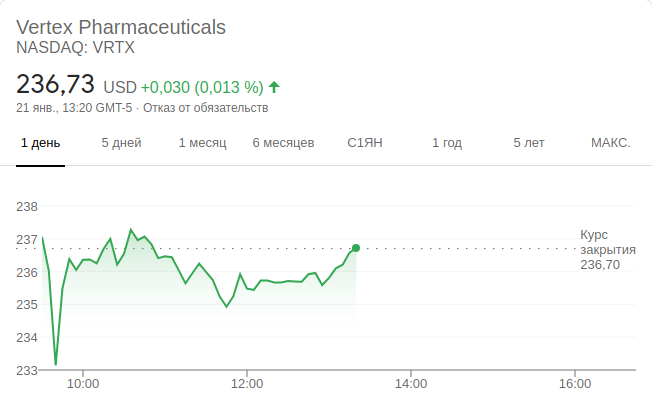 Vertex Pharmaceuticals
NASDAQ: VRTX
236,73 USD +0,030 (0,013 %)
21 янв., 13:20 GMT-5 · Отказ от обязательств
1 день 5 дней 1 месяц 6 месяцев С1ЯН 1 год 5 лет МАКС.
238
237
236
235
234
233
Курс
закрытия
236,70
10:00 12:00 14:00 16:00